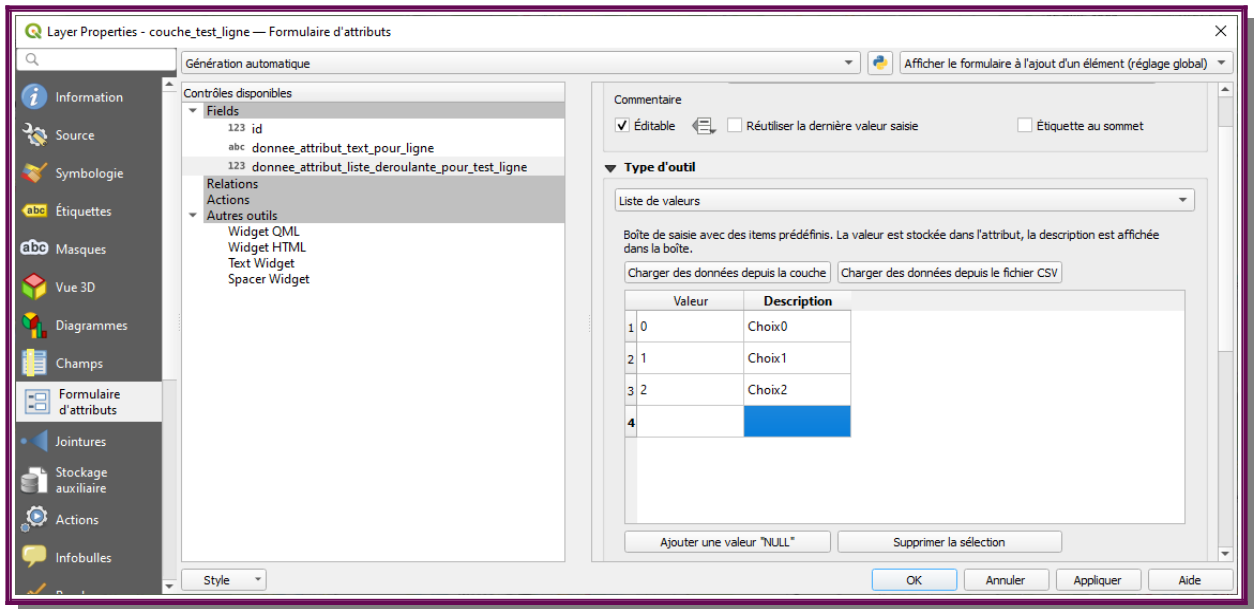 Layer Properties - couche_test_ligne — Formulaire d'attributs
Génération automatique
Afficher le formulaire à l'ajout d'un élément (réglage global)
Information
Source
Symbologie
abc Étiquettes
abc Masques
Vue 3D
Diagrammes
Champs
Formulaire
d'attributs
Jointures
Stockage
auxiliaire
Actions
Infobulles
Contrôles disponibles
Fields
123 id
abc donnee_attribut_text_pour_ligne
123 donnee_attribut_liste_deroulante_pour_test_ligne
Relations
Actions
Autres outils
Widget QML
Widget HTML
Text Widget
Spacer Widget
Commentaire
Éditable
Réutiliser la dernière valeur saisie
Étiquette au sommet
Type d'outil
Liste de valeurs
Boîte de saisie avec des items prédéfinis. La valeur est stockée dans l'attribut, la description est affichée
dans la boîte.
Charger des données depuis la couche
Charger des données depuis le fichier CSV
Valeur Description
1 0 Choix0
2 1 Choix1
3 2 Choix2
4
Ajouter une valeur "NULL"
Supprimer la sélection
Style
OK
Annuler
Appliquer
Aide